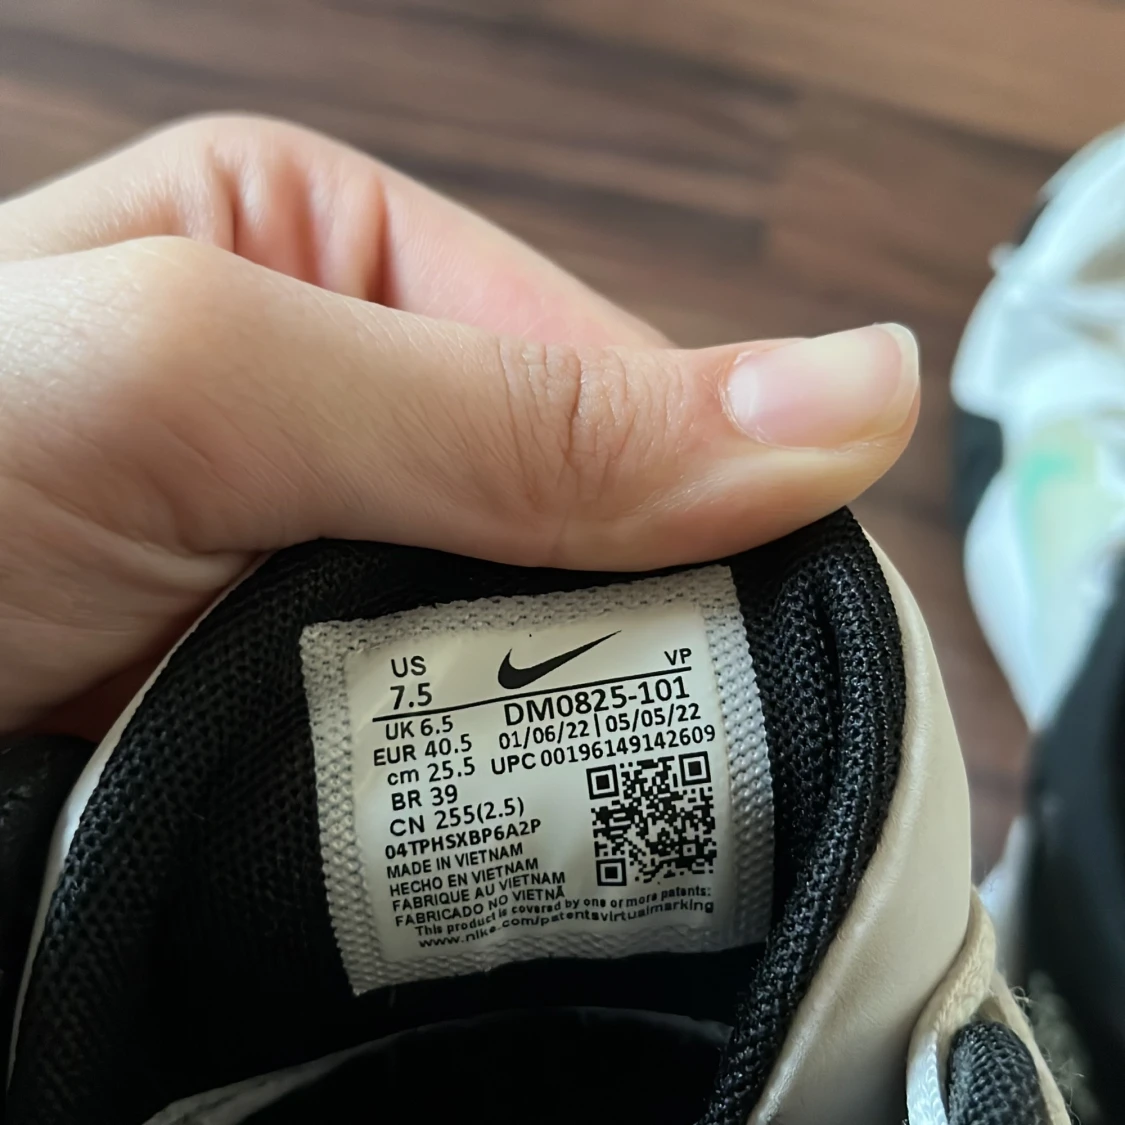 US
7.5
VP
UK 6.5
DM0825-101
EUR 40.5
01/06/22 | 05/05/22
cm 25.5
UPC 00196149142609
BR 39
CN 255(2.5)
04TPHSXBP6A2P
MADE IN VIETNAM
HECHO EN VIETNAM
FABRIQUE AU VIETNAM
FABRICADO NO VIETNÃ
This product is covered by one or more patents:
www.nike.com/patentsvirtualmarking